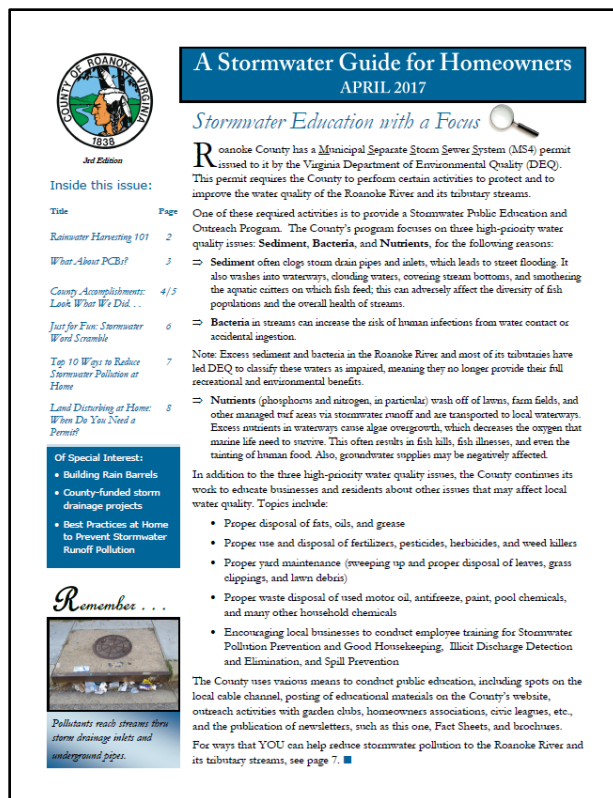 COUNTY OF ROANOKE VIRGINIA
1838
3rd Edition
A Stormwater Guide for Homeowners
APRIL 2017
Stormwater Education with a Focus
Inside this issue:
Title Page
Rainwater Harvesting 101 2
What About PCBs? 3
County Accomplishments: 4/5
Look What We Did. . .
Just for Fun: Stormwater 6
Word Scramble
Top 10 Ways to Reduce 7
Stormwater Pollution at
Home
Land Disturbing at Home: 8
When Do You Need a
Permit?
Of Special Interest:
• Building Rain Barrels
• County-funded storm
drainage projects
• Best Practices at Home
to Prevent Stormwater
Runoff Pollution
Remember . . .
Pollutants reach streams thru
storm drainage inlets and
underground pipes.
Roanoke County has a Municipal Separate Storm Sewer System (MS4) permit
issued to it by the Virginia Department of Environmental Quality (DEQ).
This permit requires the County to perform certain activities to protect and to
improve the water quality of the Roanoke River and its tributary streams.
One of these required activities is to provide a Stormwater Public Education and
Outreach Program. The County's program focuses on three high-priority water
quality issues: Sediment, Bacteria, and Nutrients, for the following reasons:
⇒ Sediment often clogs storm drain pipes and inlets, which leads to street flooding. It
also washes into waterways, clouding waters, covering stream bottoms, and smothering
the aquatic critters on which fish feed; this can adversely affect the diversity of fish
populations and the overall health of streams.
⇒ Bacteria in streams can increase the risk of human infections from water contact or
accidental ingestion.
Note: Excess sediment and bacteria in the Roanoke River and most of its tributaries have
led DEQ to classify these waters as impaired, meaning they no longer provide their full
recreational and environmental benefits.
⇒ Nutrients (phosphorus and nitrogen, in particular) wash off of lawns, farm fields, and
other managed turf areas via stormwater runoff and are transported to local waterways.
Excess nutrients in waterways cause algae overgrowth, which decreases the oxygen that
marine life need to survive. This often results in fish kills, fish illnesses, and even the
tainting of human food. Also, groundwater supplies may be negatively affected.
In addition to the three high-priority water quality issues, the County continues its
work to educate businesses and residents about other issues that may affect local
water quality. Topics include:
• Proper disposal of fats, oils, and grease
• Proper use and disposal of fertilizers, pesticides, herbicides, and weed killers
• Proper yard maintenance (sweeping up and proper disposal of leaves, grass
clippings, and lawn debris)
• Proper waste disposal of used motor oil, antifreeze, paint, pool chemicals,
and many other household chemicals
• Encouraging local businesses to conduct employee training for Stormwater
Pollution Prevention and Good Housekeeping, Illicit Discharge Detection
and Elimination, and Spill Prevention
The County uses various means to conduct public education, including spots on the
local cable channel, posting of educational materials on the County's website,
outreach activities with garden clubs, homeowners associations, civic leagues, etc.,
and the publication of newsletters, such as this one, Fact Sheets, and brochures.
For ways that YOU can help reduce stormwater pollution to the Roanoke River and
its tributary streams, see page 7. ■